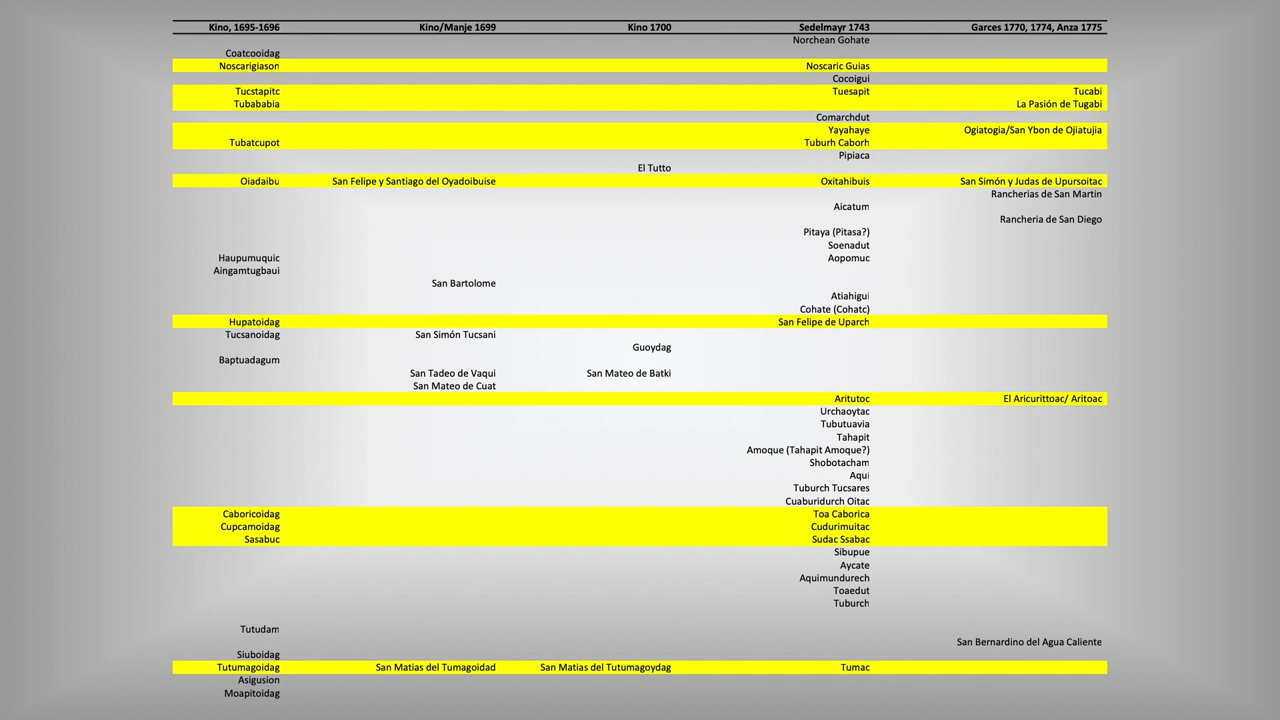 Kino, 1695-1696 Kino/Manje 1699 Kino 1700 Sedelmayr 1743 Garces 1770, 1774, Anza 1775
Norchean Gohate
Coatcooidag
Noscarigiason Noscaric Guias
Cocoigui
Tucstapitc Tuesapit Tucabi
Tubababia La Pasión de Tugabi
Comarchdut
Yayahaye Ogiatogia/San Ybon de Ojiatujia
Tubatcupot Tuburh Caborh
Pipiaca
El Tutto
Oiadaibu San Felipe y Santiago del Oyadoibuise Oxitahibuis San Simón y Judas de Upursoitac
Rancherias de San Martin
Aicatum
Rancheria de San Diego
Pitaya (Pitasa?)
Soenadut
Haupumuquic Aopomuc
Aingamtugbaui
San Bartolome
Atiahigui
Cohate (Cohatc)
Hupatoidag San Felipe de Uparch
Tucsanoidag San Simón Tucsani
Guoydag
Baptuadagum
San Tadeo de Vaqui San Mateo de Batki
San Mateo de Cuat
Aritutoc El Aricurittoac/ Aritoac
Urchaoytac
Tubutuavia
Tahapit
Amoque (Tahapit Amoque?)
Shobotacham
Aqui
Tuburch Tucsares
Cuaburidurch Oitac
Caboricoidag Toa Caborica
Cupcamoidag Cudurimuitac
Sasabuc Sudac Ssabac
Sibupue
Aycate
Aquimundurech
Toaedut
Tuburch
Tutudam
San Bernardino del Agua Caliente
Siuboidag
Tutumagoidag San Matias del Tumagoidad San Matias del Tutumagoydag Tumac
Asigusion
Moapitoidag